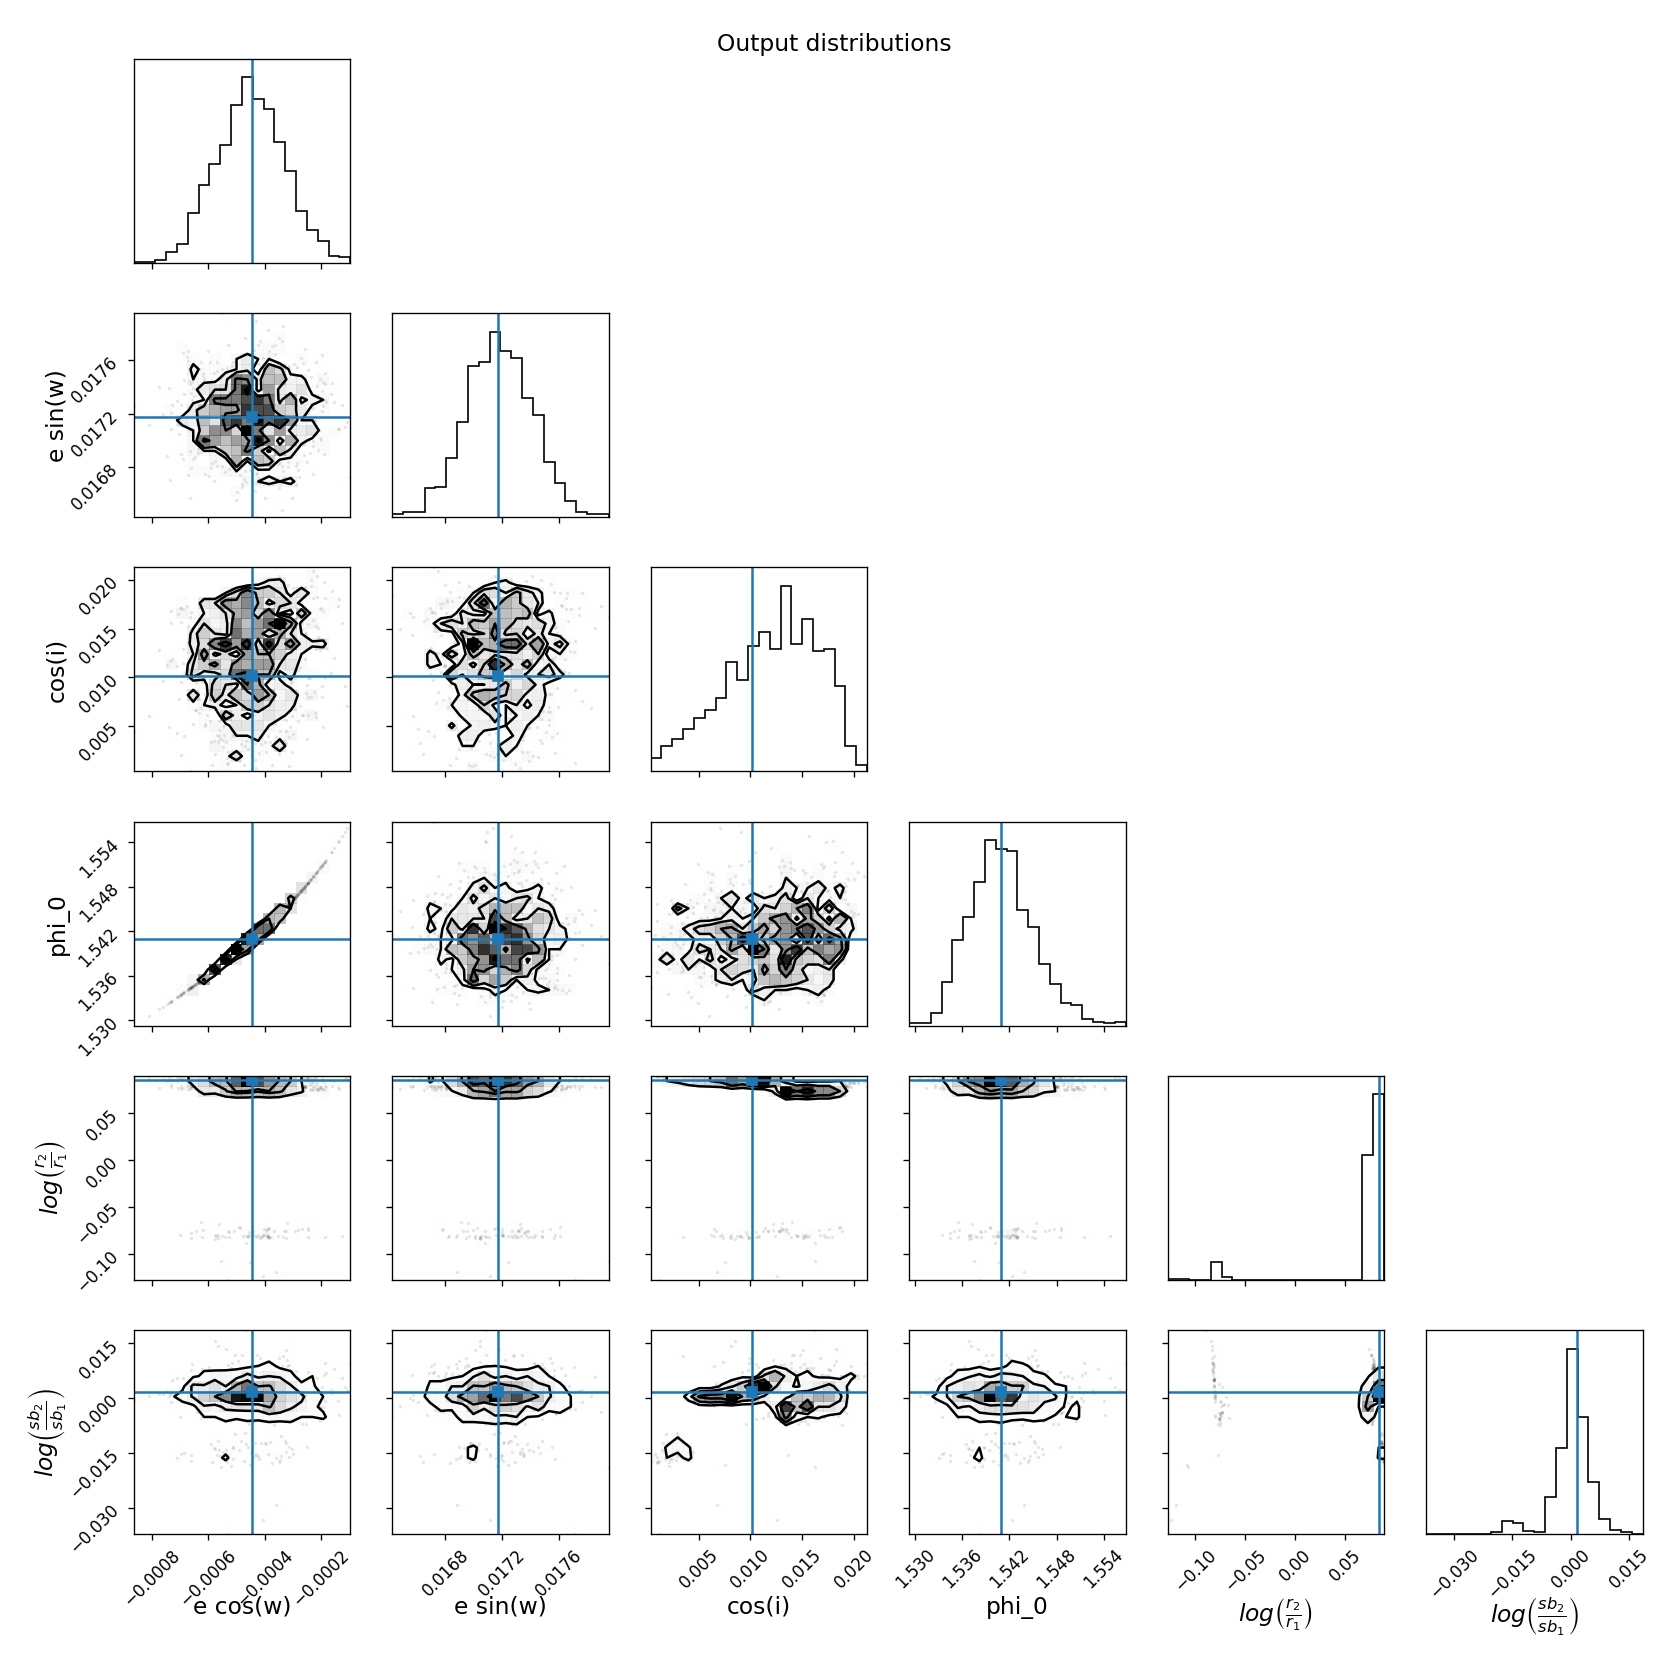 Output distributions
e sin(w)
0.0176
0.0172
0.0168
cos(i)
0.020
0.015
0.010
0.005
phi_0
1.554
1.548
1.542
1.536
1.530
log(r₂/r₁)
0.05
0.00
−0.05
−0.10
log(sb₂/sb₁)
0.015
0.000
−0.015
−0.030
−0.0008 −0.0006 −0.0004 −0.0002
0.0168 0.0172 0.0176
0.005 0.010 0.015 0.020
1.530 1.536 1.542 1.548 1.554
−0.10 −0.05 0.00 0.05
−0.030 −0.015 0.000 0.015
e cos(w) e sin(w) cos(i) phi_0 log(r₂/r₁) log(sb₂/sb₁)